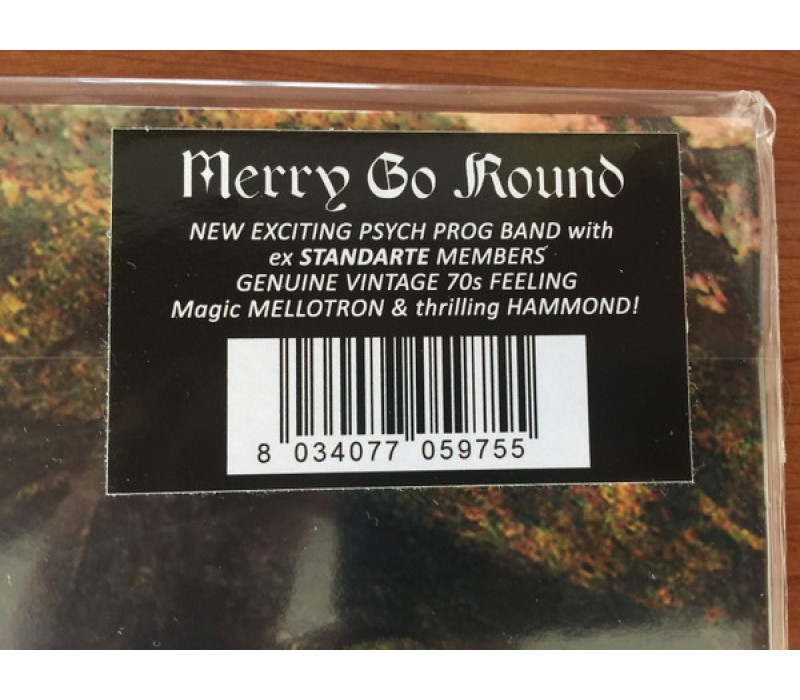 Merry Go Round
NEW EXCITING PSYCH PROG BAND with
ex STANDARTE MEMBERS
GENUINE VINTAGE 70s FEELING
Magic MELLOTRON & thrilling HAMMOND!
8 034077 059755